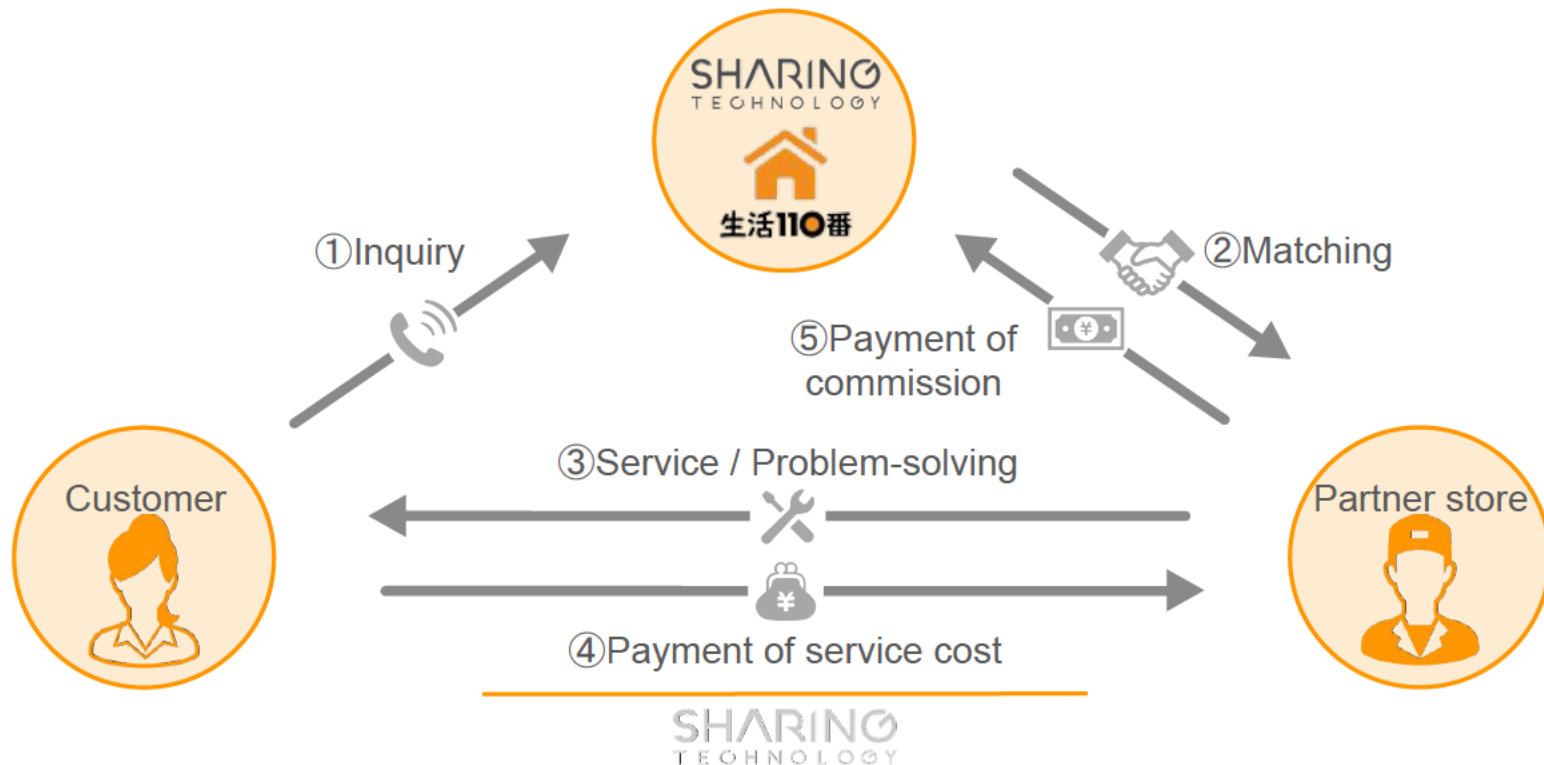 SHARING
TECHNOLOGY
生活110番
①Inquiry
②Matching
⑤Payment of
commission
③Service / Problem-solving
Customer
Partner store
¥
¥
④Payment of service cost
SHARING
TECHNOLOGY